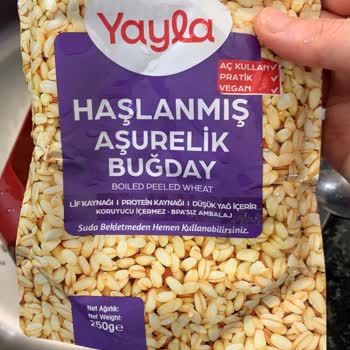 Yayla
AÇ KULLAN
PRATİK
VEGAN
HAŞLANMIŞ
AŞURELİK
BUĞDAY
BOILED PEELED WHEAT
LİF KAYNAĞI | PROTEİN KAYNAĞI | DÜŞÜK YAĞ İÇERİR
KORUYUCU İÇERMEZ - BPA'SIZ AMBALAJ
Suda Bekletmeden Hemen Kullanabilirsiniz.
Net Ağırlık:
Net Weight:
250g℮